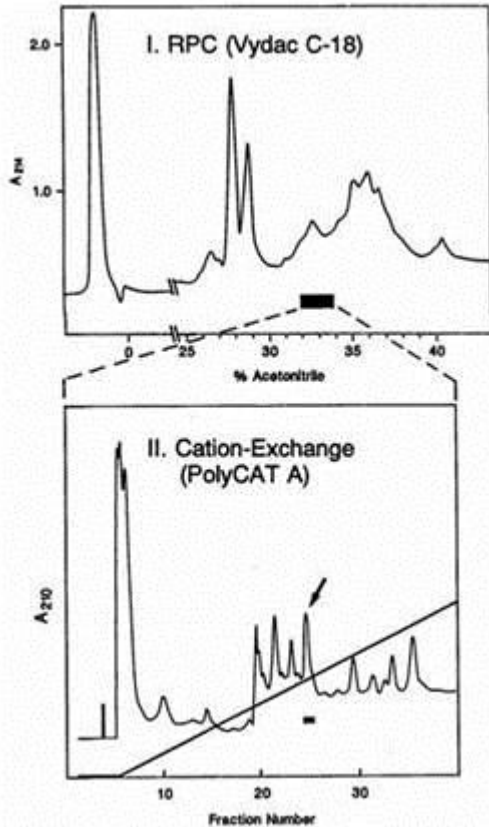 I. RPC (Vydac C-18)
2.0
1.0
A214
0 25 30 35 40
% Acetonitrile
II. Cation-Exchange
(PolyCAT A)
A210
10 20 30
Fraction Number